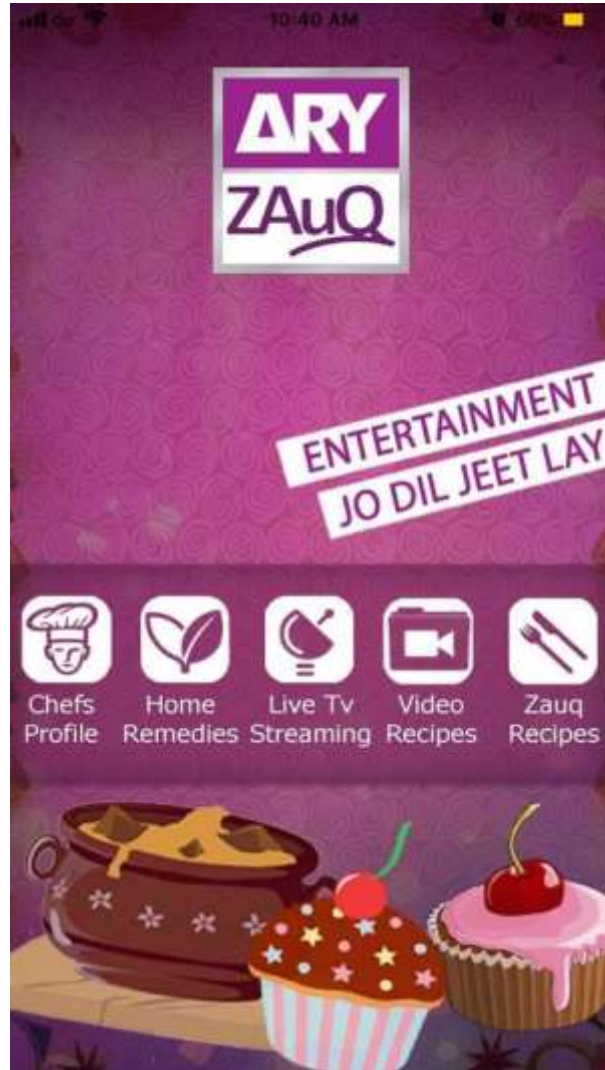 du 10:40 AM
ARY
ZAuQ
ENTERTAINMENT
JO DIL JEET LAY
Chefs Profile
Home Remedies
Live Tv Streaming
Video Recipes
Zauq Recipes